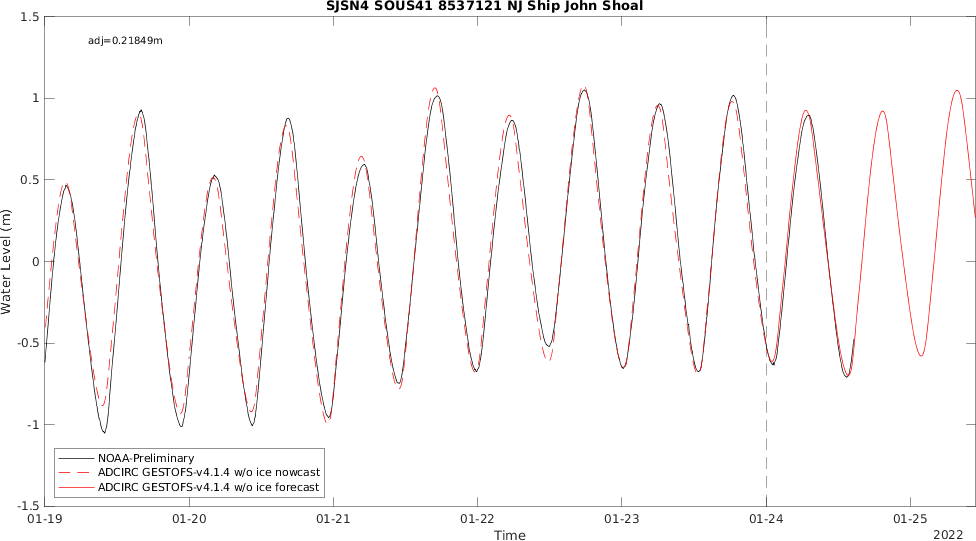 SJSN4 SOUS41 8537121 NJ Ship John Shoal
adj=0.21849m
1.5
1
0.5
0
-0.5
-1
-1.5
Water Level (m)
NOAA-Preliminary
ADCIRC GESTOFS-v4.1.4 w/o ice nowcast
ADCIRC GESTOFS-v4.1.4 w/o ice forecast
01-19 01-20 01-21 01-22 01-23 01-24 01-25
Time
2022